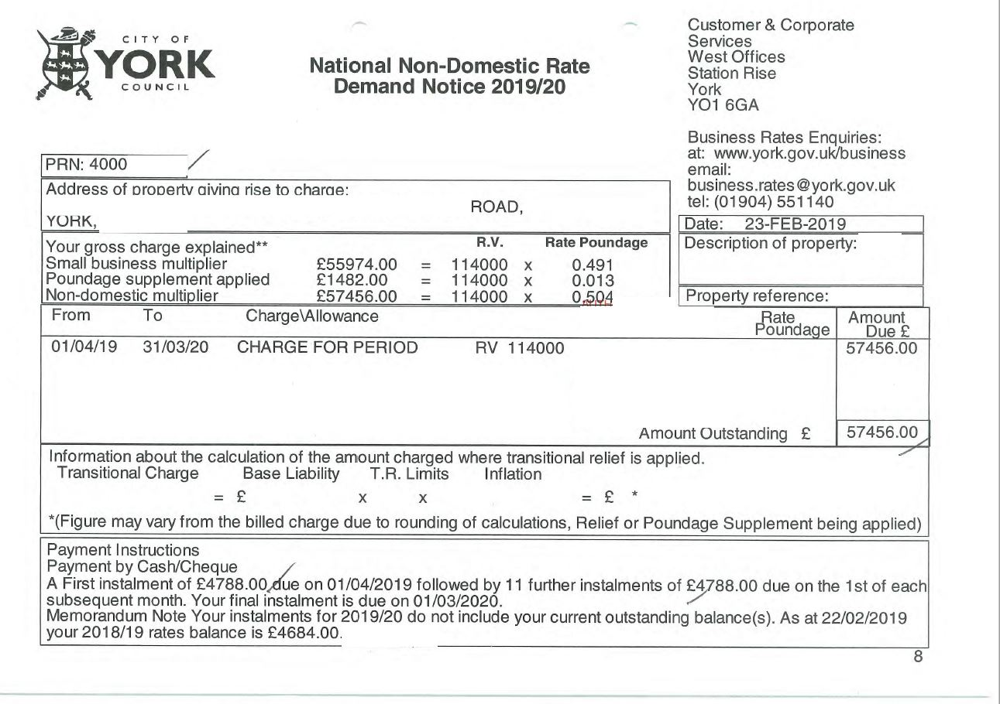 CITY OF
YORK
COUNCIL
National Non-Domestic Rate
Demand Notice 2019/20
Customer & Corporate
Services
West Offices
Station Rise
York
YO1 6GA
Business Rates Enquiries:
at: www.york.gov.uk/business
email:
business.rates@york.gov.uk
tel: (01904) 551140
PRN: 4000
Address of property giving rise to charge:
ROAD,
YORK,
Date: 23-FEB-2019
Description of property:
Property reference:
Your gross charge explained** R.V. Rate Poundage
Small business multiplier £55974.00 = 114000 x 0.491
Poundage supplement applied £1482.00 = 114000 x 0.013
Non-domestic multiplier £57456.00 = 114000 x 0.504
From To Charge\Allowance Rate Poundage Amount Due £
01/04/19 31/03/20 CHARGE FOR PERIOD RV 114000 57456.00
Amount Outstanding £ 57456.00
Information about the calculation of the amount charged where transitional relief is applied.
Transitional Charge Base Liability T.R. Limits Inflation
= £ x x = £ *
*(Figure may vary from the billed charge due to rounding of calculations, Relief or Poundage Supplement being applied)
Payment Instructions
Payment by Cash/Cheque
A First instalment of £4788.00 due on 01/04/2019 followed by 11 further instalments of £4788.00 due on the 1st of each
subsequent month. Your final instalment is due on 01/03/2020.
Memorandum Note Your instalments for 2019/20 do not include your current outstanding balance(s). As at 22/02/2019
your 2018/19 rates balance is £4684.00.
8